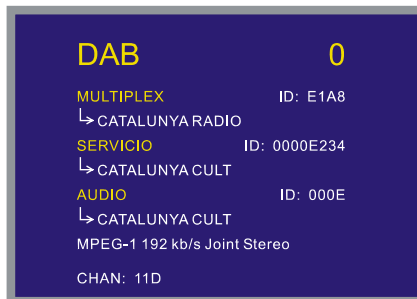 DAB 0
MULTIPLEX ID: E1A8
↳ CATALUNYA RADIO
SERVICIO ID: 0000E234
↳ CATALUNYA CULT
AUDIO ID: 000E
↳ CATALUNYA CULT
MPEG-1 192 kb/s Joint Stereo
CHAN: 11D